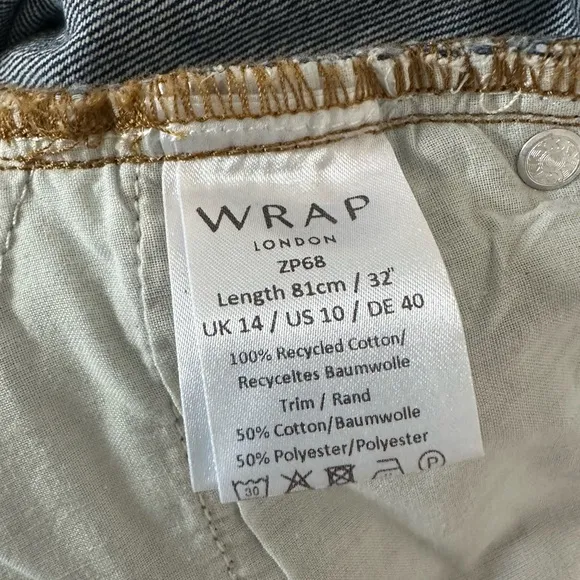 WRAP
LONDON
ZP68
Length 81cm / 32"
UK 14 / US 10 / DE 40
100% Recycled Cotton/
Recyceltes Baumwolle
Trim / Rand
50% Cotton/Baumwolle
50% Polyester/Polyester
30
P